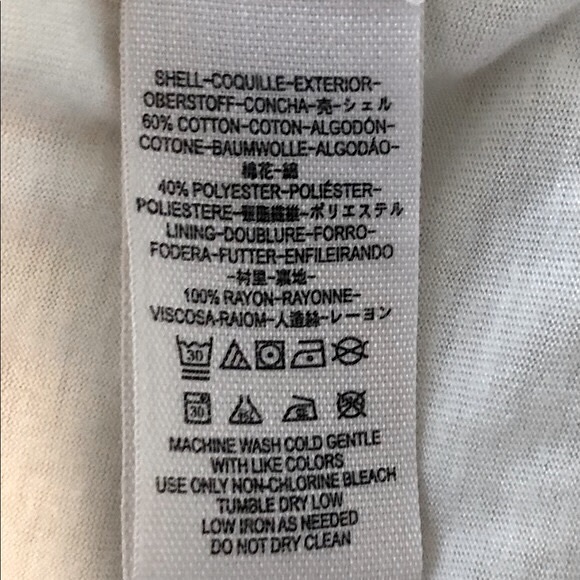 SHELL-COQUILLE-EXTERIOR-
OBERSTOFF-CONCHA-売-シェル
60% COTTON-COTON-ALGODÓN-
COTONE-BAUMWOLLE-ALGODÃO-
棉花-綿
40% POLYESTER-POLIÉSTER-
POLIESTERE-聚酯纖維-ポリエステル
LINING-DOUBLURE-FORRO-
FODERA-FUTTER-ENFILEIRANDO
-村里-裏地-
100% RAYON-RAYONNE-
VISCOSA-RAIOM-人造絲-レーヨン
30
30
MACHINE WASH COLD GENTLE
WITH LIKE COLORS
USE ONLY NON-CHLORINE BLEACH
TUMBLE DRY LOW
LOW IRON AS NEEDED
DO NOT DRY CLEAN